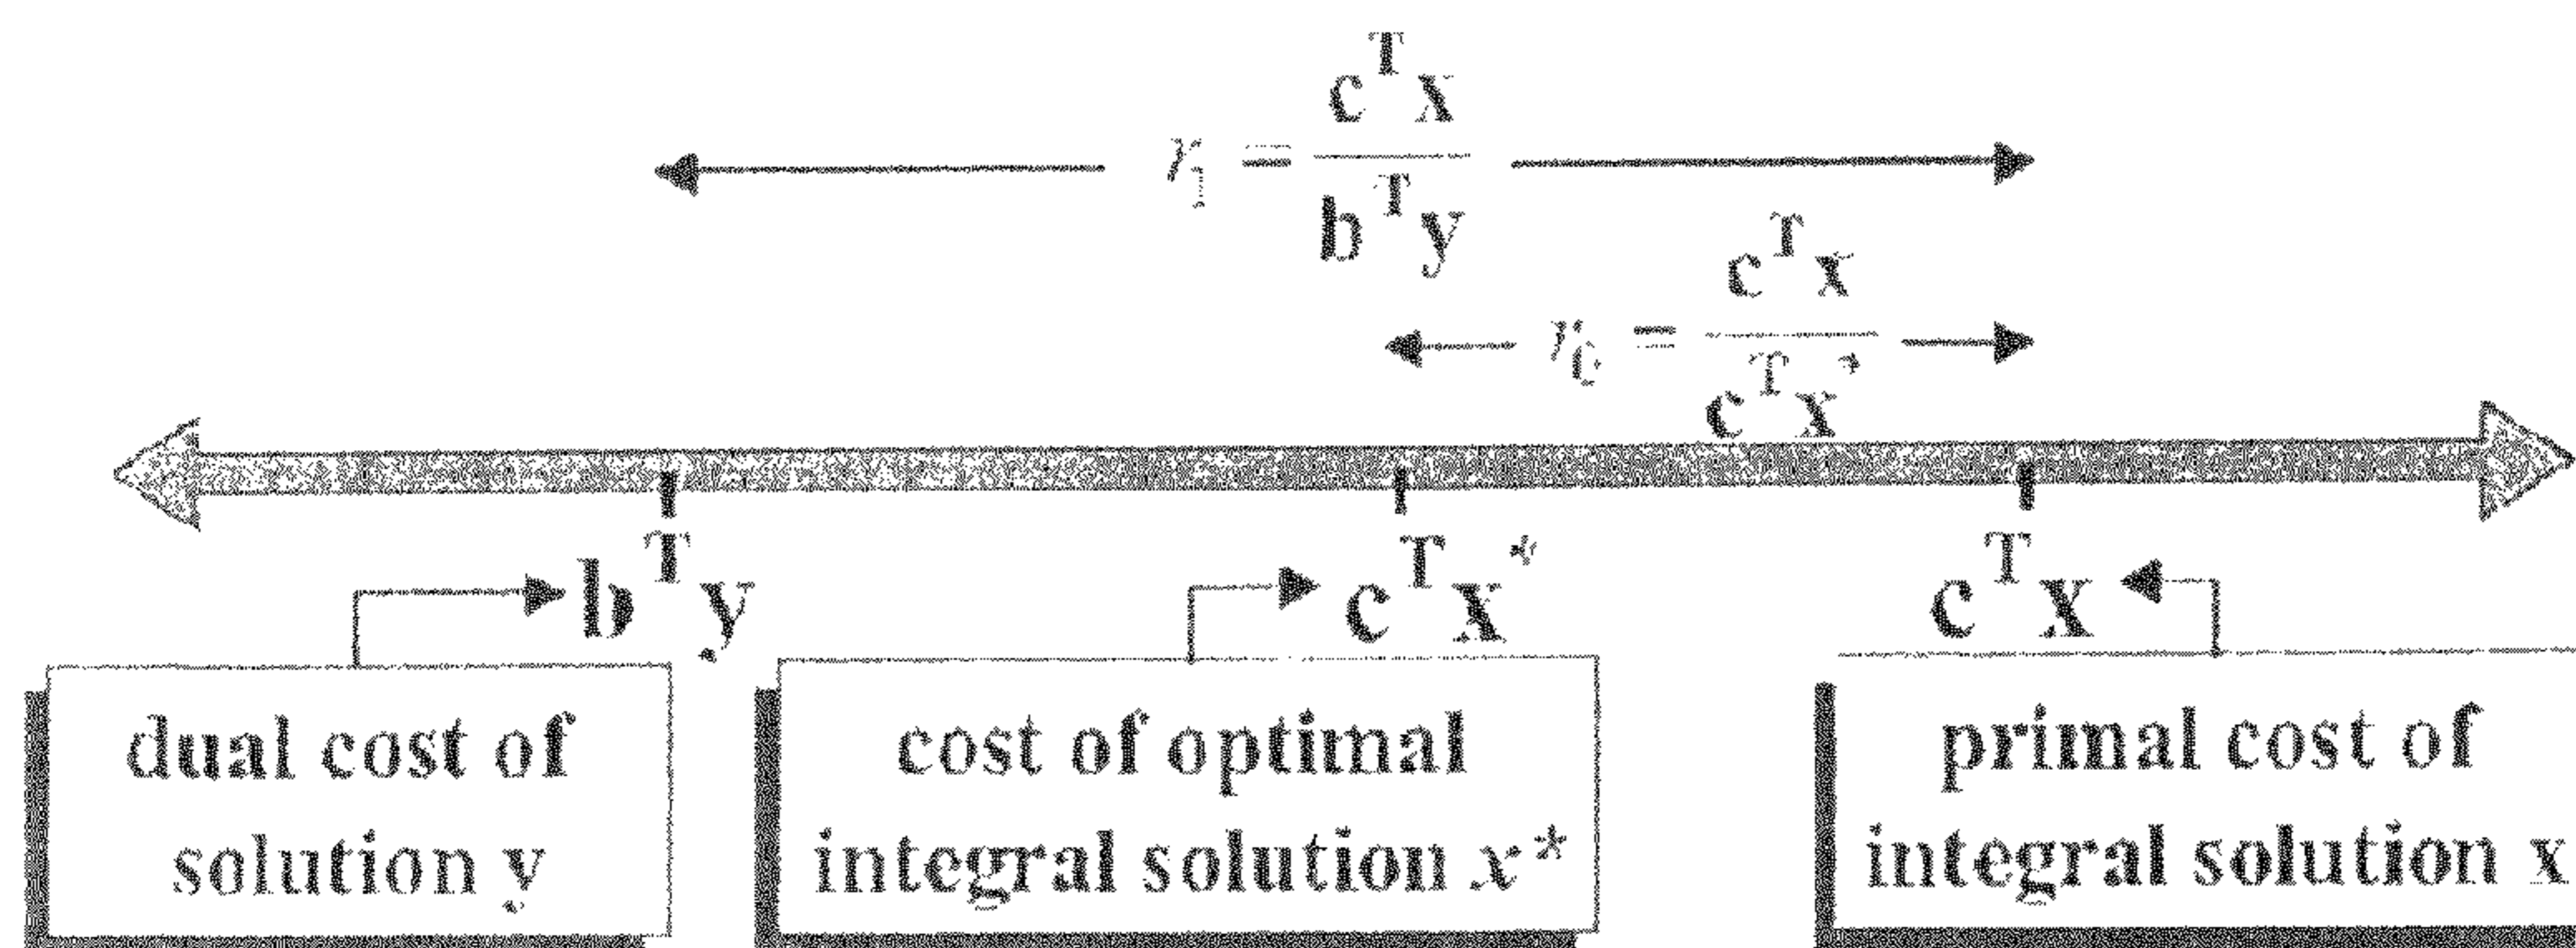 r₁ = cᵀx / bᵀy
r₀ = cᵀx / cᵀx*
bᵀy
cᵀx*
cᵀx
dual cost of
solution y
cost of optimal
integral solution x*
primal cost of
integral solution x